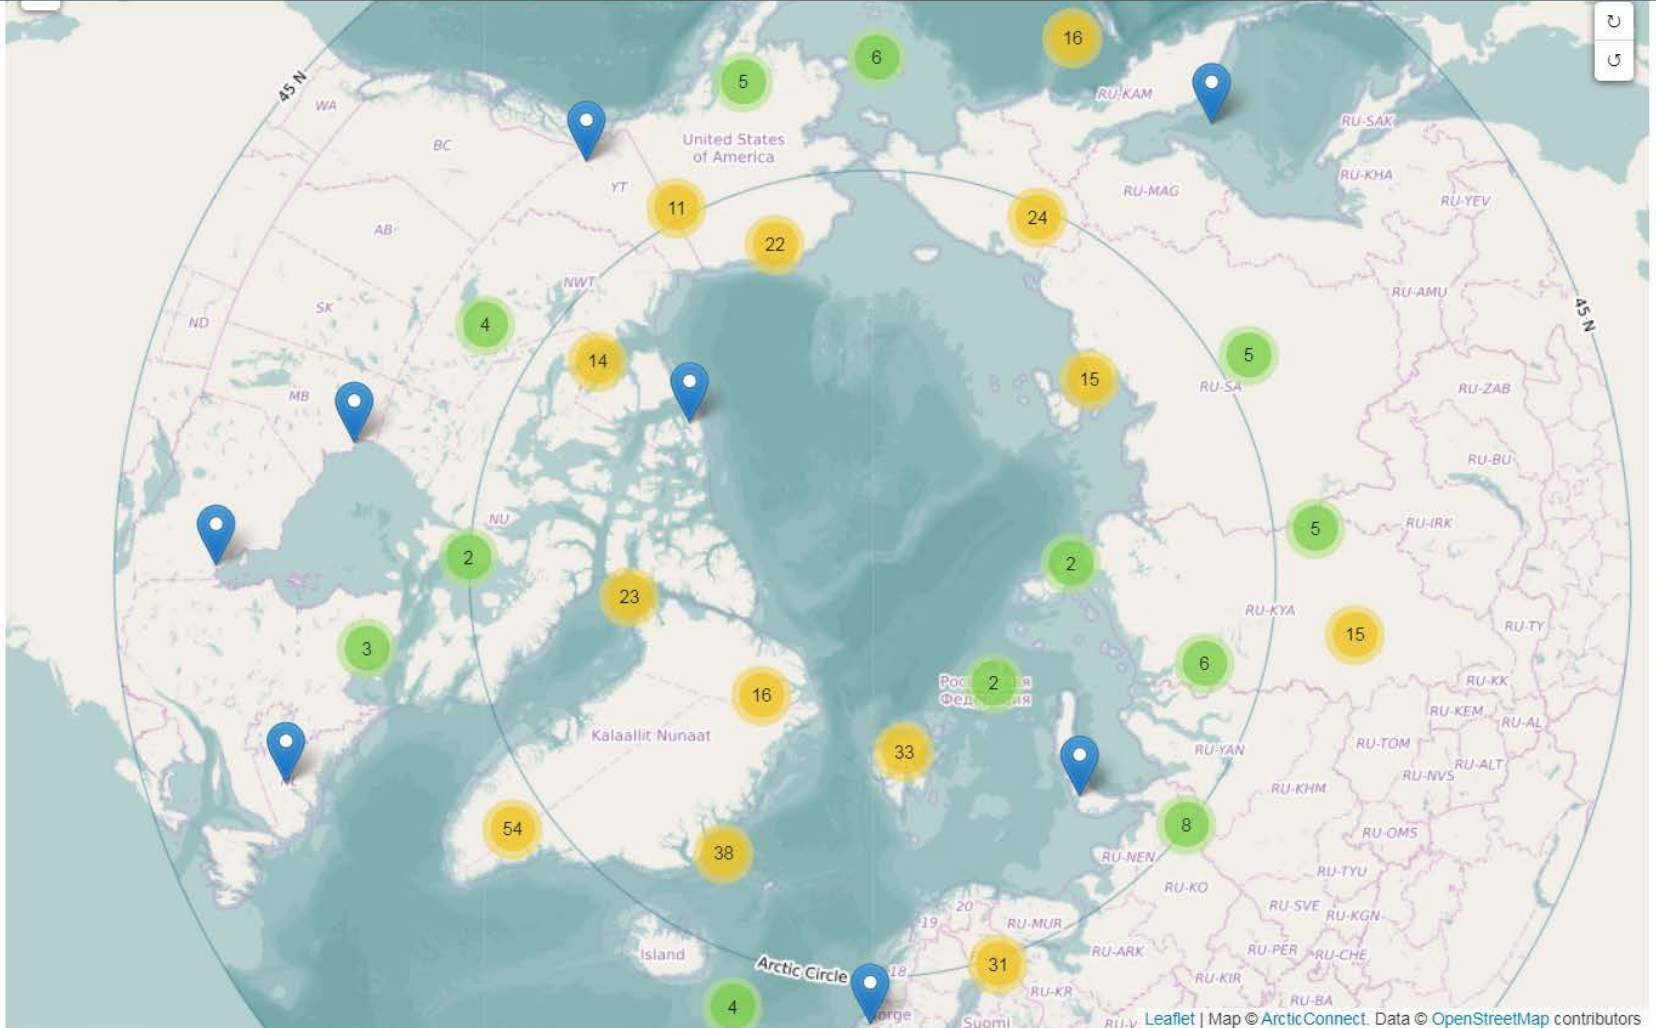 16
↻
6
5
↺
45 N
RU-KAM
WA
RU-SAK
BC
United States
of America
YT
RU-MAG
RU-KHA
RU-YEV
11
24
AB
22
NWT
RU-AMU
SK
ND
4
45 N
14
5
15
RU-SA
RU-ZAB
MB
RU-BU
NU
5
RU-IRK
2
2
23
RU-KYA
15
RU-TY
3
6
2
16
RU-KK
RU-KEM
RU-AL
Kalaallit Nunaat
33
RU-YAN
RU-TOM
RU-ALT
RU-NVS
RU-KHM
54
8
RU-OMS
38
RU-NEN
RU-TYU
RU-KO
20
19
RU-MUR
RU-SVE
RU-KGN
Island
RU-ARK
RU-PER
RU-CHE
Arctic Circle
18
31
RU-KIR
RU-KR
RU-BA
4
Suomi
Leaflet | Map © ArcticConnect. Data © OpenStreetMap contributors